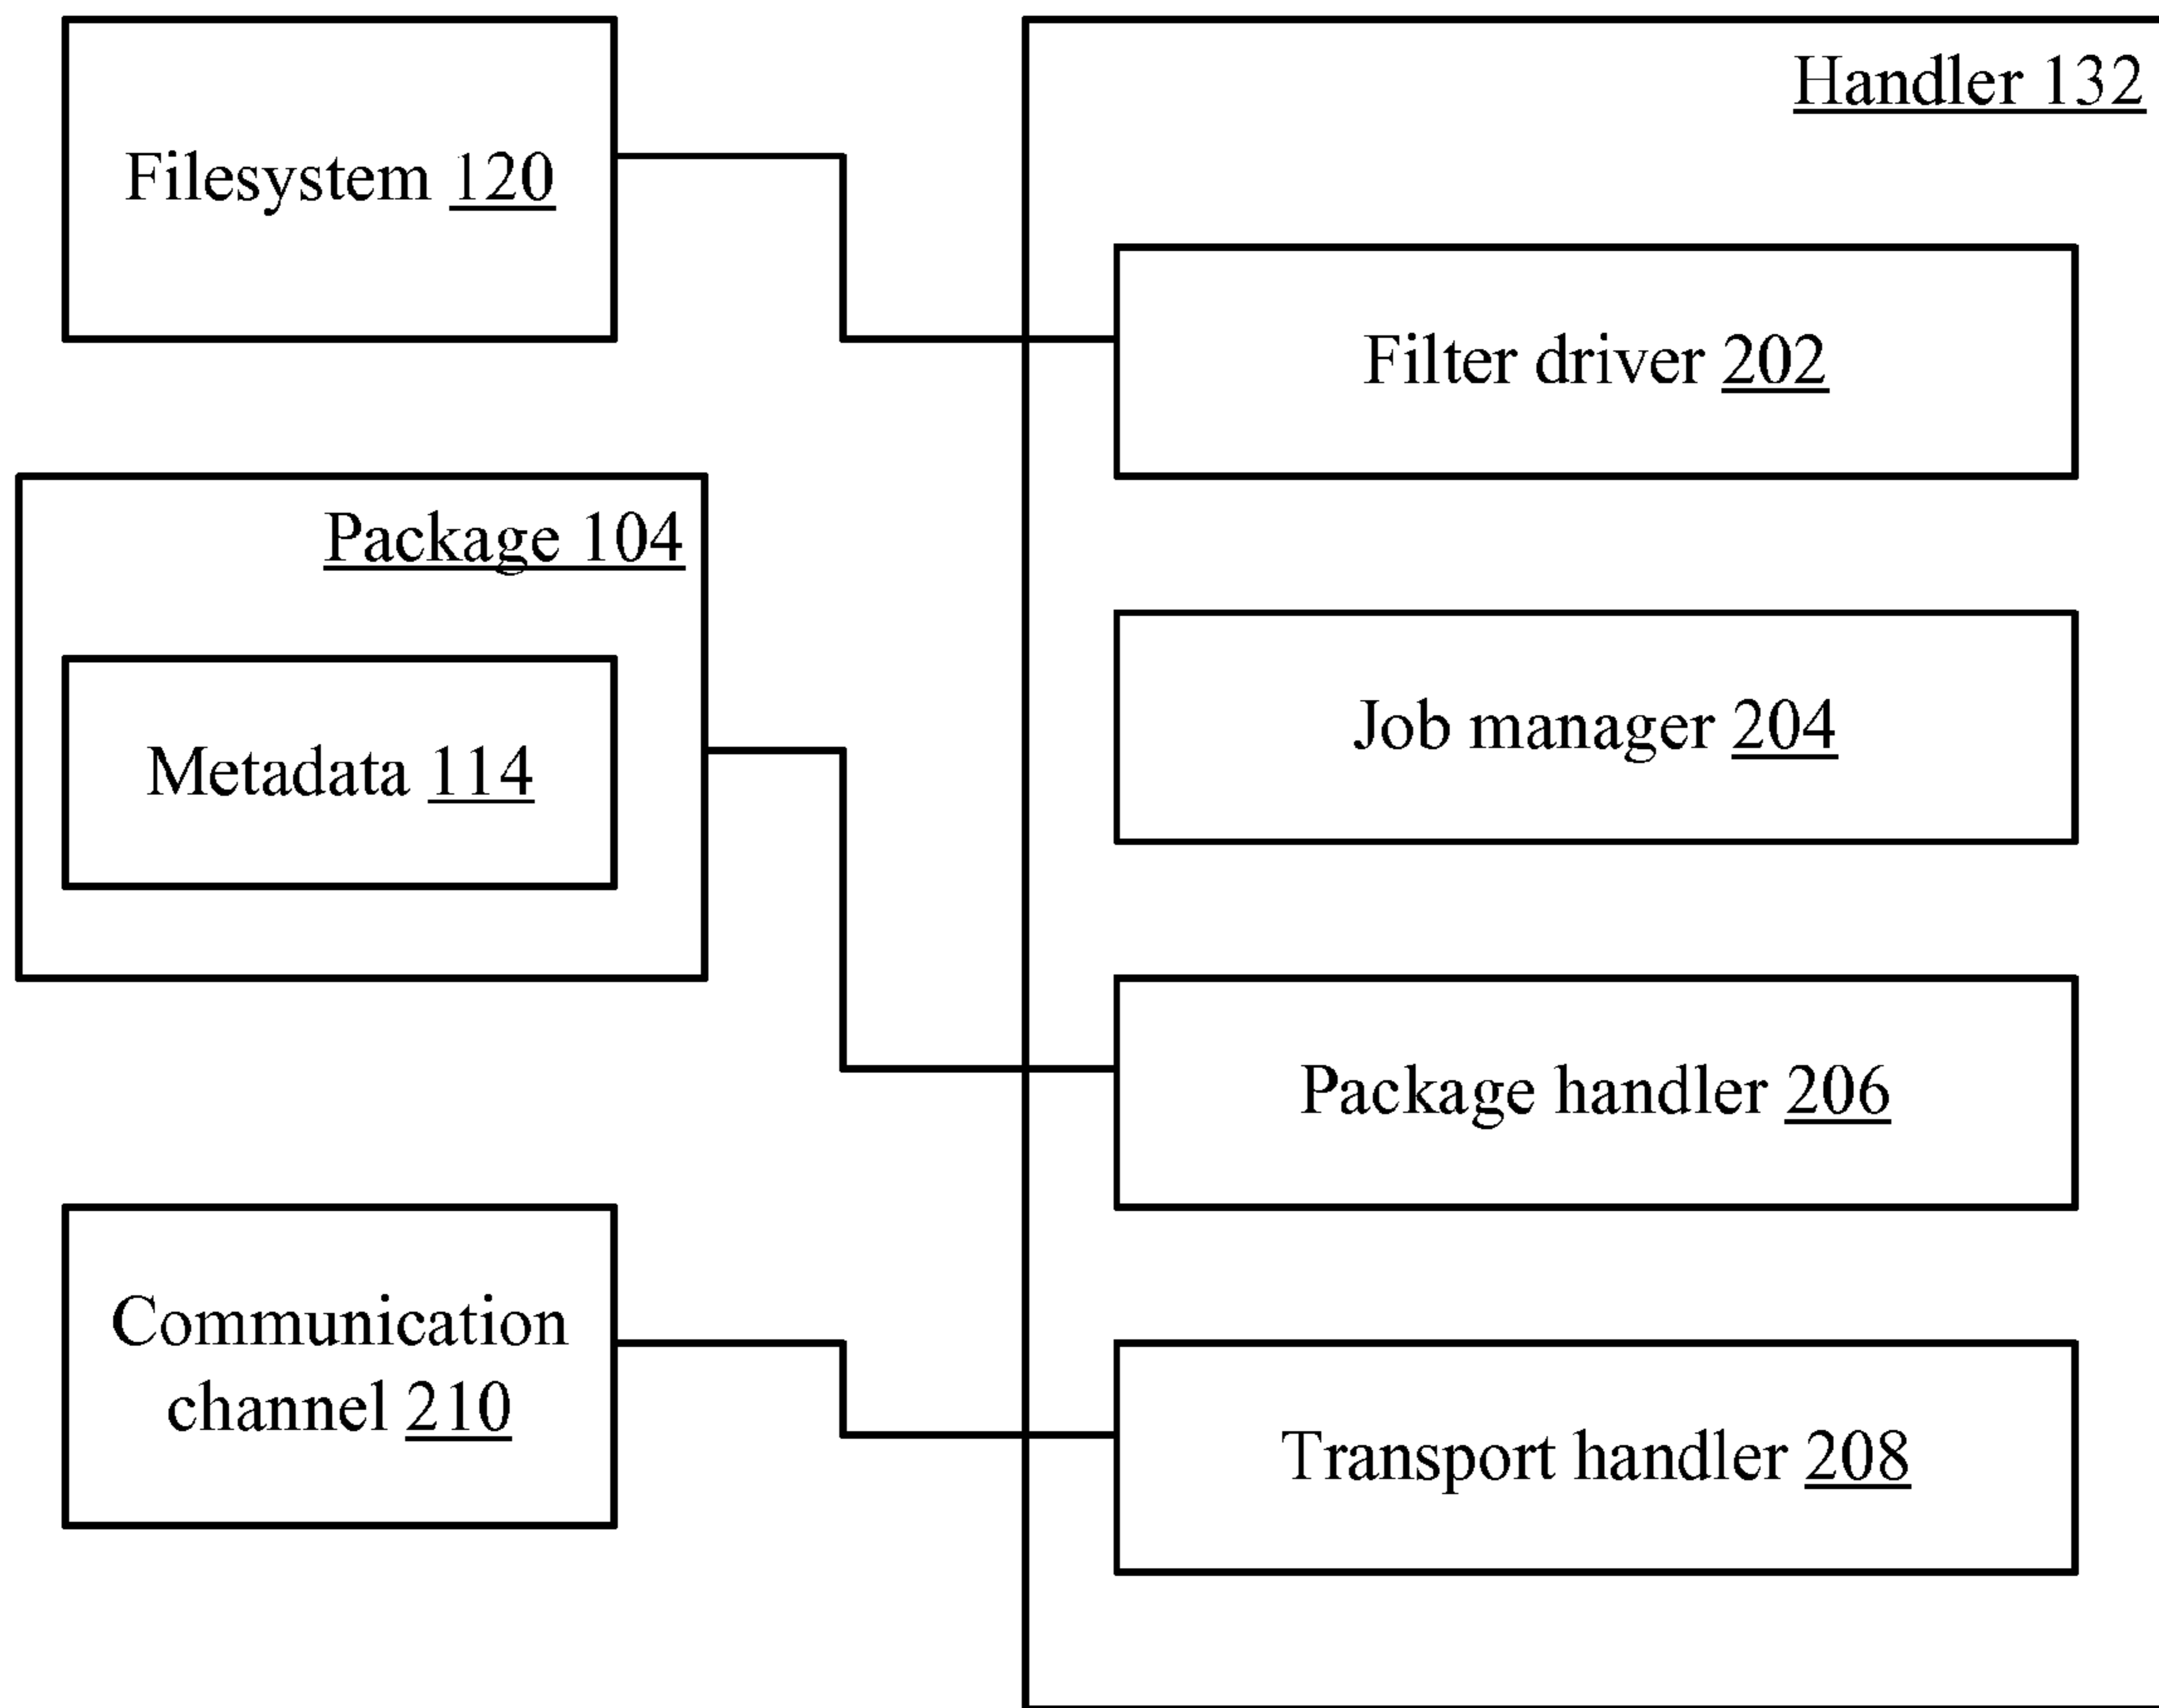 Filesystem 120
Package 104
Metadata 114
Communication
channel 210
Handler 132
Filter driver 202
Job manager 204
Package handler 206
Transport handler 208